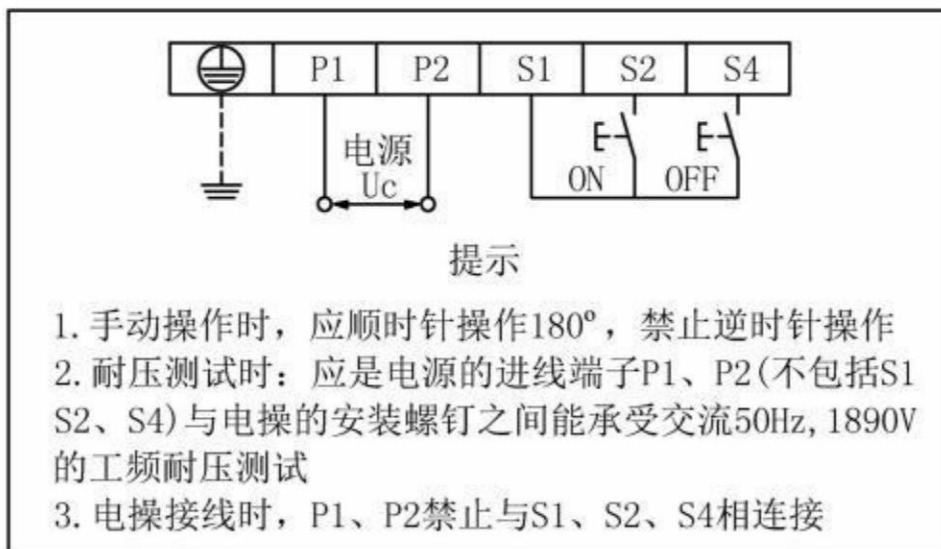 P1 P2 S1 S2 S4
电源
Uc
ON OFF
提示
1.手动操作时，应顺时针操作180°，禁止逆时针操作
2.耐压测试时：应是电源的进线端子P1、P2(不包括S1
S2、S4)与电操的安装螺钉之间能承受交流50Hz,1890V
的工频耐压测试
3.电操接线时，P1、P2禁止与S1、S2、S4相连接